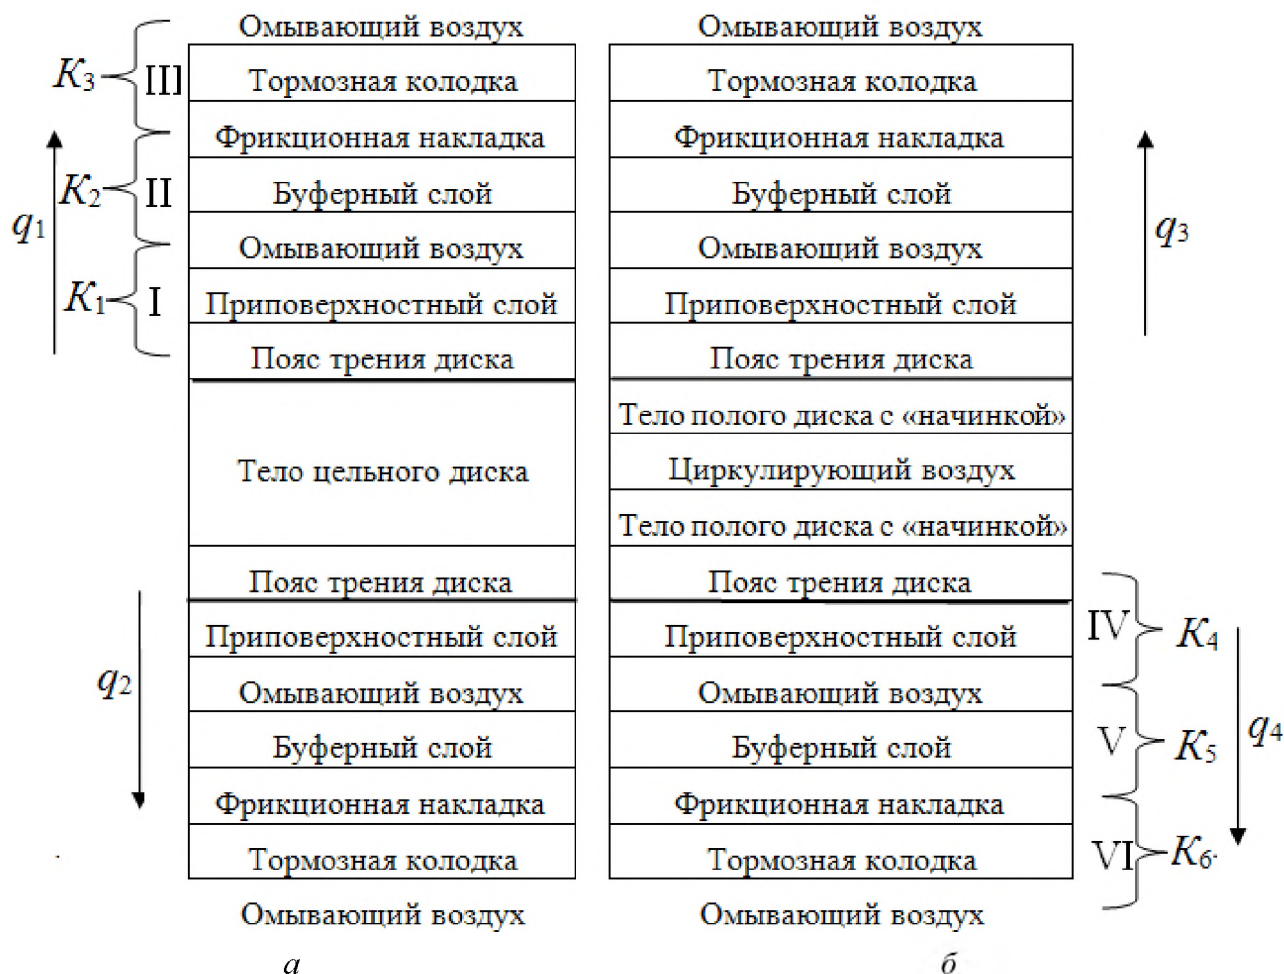 Омывающий воздух
K3 III Тормозная колодка
Фрикционная накладка
K2 II Буферный слой
q1
Омывающий воздух
K1 I Приповерхностный слой
Пояс трения диска
Тело цельного диска
Пояс трения диска
Приповерхностный слой
q2
Омывающий воздух
Буферный слой
Фрикционная накладка
Тормозная колодка
Омывающий воздух
а
Омывающий воздух
Тормозная колодка
Фрикционная накладка
Буферный слой
q3
Омывающий воздух
Приповерхностный слой
Пояс трения диска
Тело полого диска с «начинкой»
Циркулирующий воздух
Тело полого диска с «начинкой»
Пояс трения диска
Приповерхностный слой IV K4
Омывающий воздух
q4
Буферный слой V K5
Фрикционная накладка
Тормозная колодка VI K6
Омывающий воздух
б